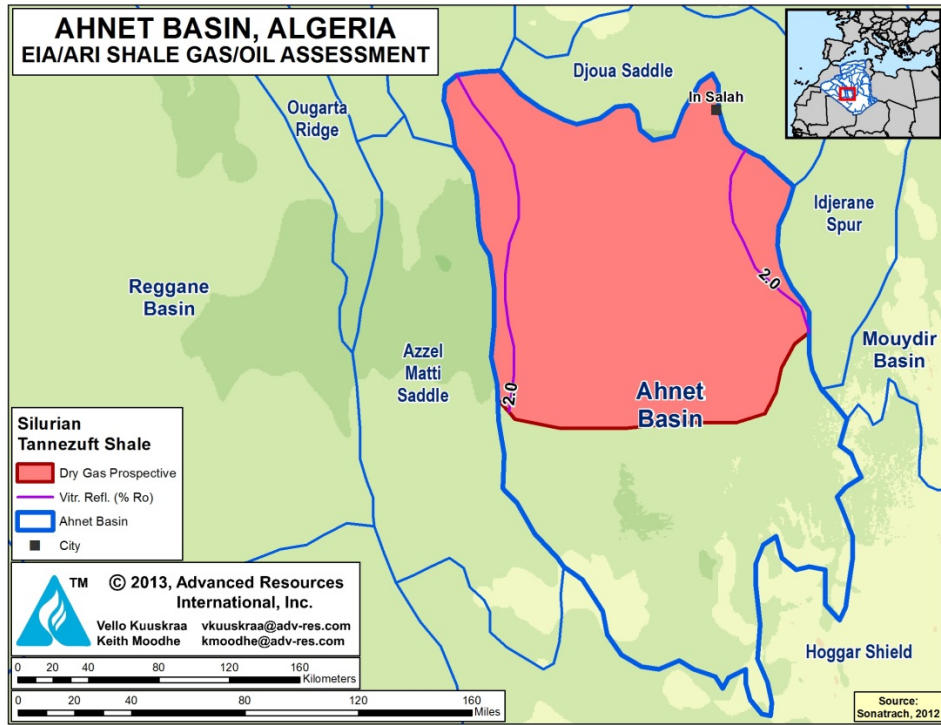 AHNET BASIN, ALGERIA
EIA/ARI SHALE GAS/OIL ASSESSMENT
Djoua Saddle
In Salah
Ougarta
Ridge
Idjerane
Spur
2.0
Reggane
Basin
Azzel
Matti
Saddle
Mouydir
Basin
2.0
Ahnet
Basin
Silurian
Tannezuft Shale
Dry Gas Prospective
Vitr. Refl. (% Ro)
Ahnet Basin
City
TM
© 2013, Advanced Resources
International, Inc.
Vello Kuuskraa vkuuskraa@adv-res.com
Keith Moodhe kmoodhe@adv-res.com
Hoggar Shield
0 20 40 80 120 160
Kilometers
0 20 40 80 120 160
Miles
Source:
Sonatrach, 2012